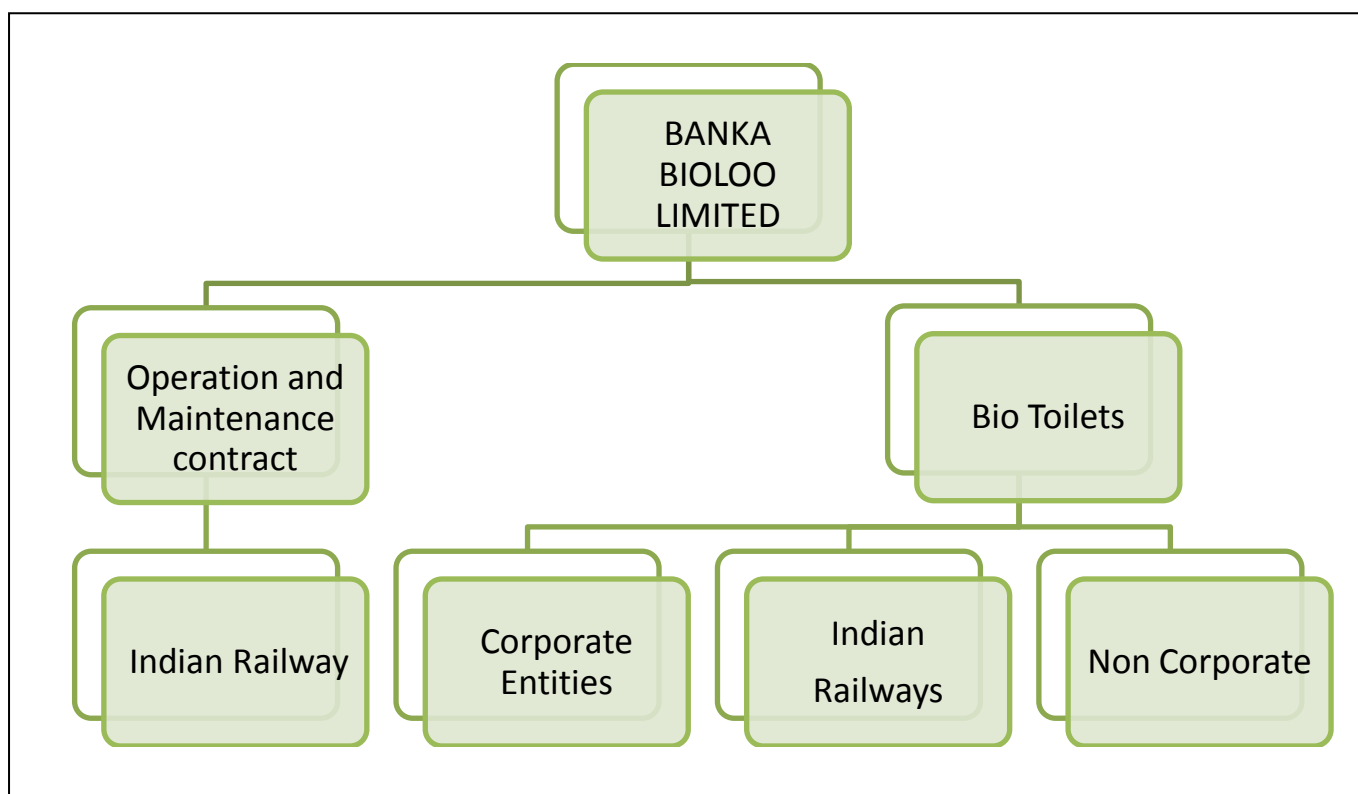 BANKA
BIOLOO
LIMITED
Operation and
Maintenance
contract
Bio Toilets
Indian Railway
Corporate
Entities
Indian
Railways
Non Corporate